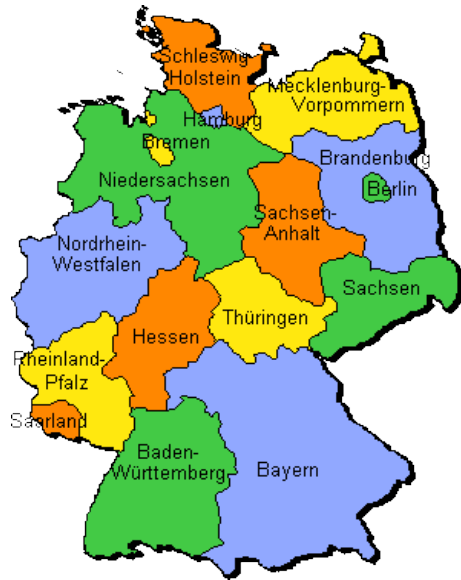 Schleswig-
Holstein
Mecklenburg-
Vorpommern
Hamburg
Bremen
Niedersachsen
Brandenburg
Berlin
Sachsen-
Anhalt
Nordrhein-
Westfalen
Sachsen
Thüringen
Hessen
Rheinland-
Pfalz
Saarland
Baden-
Württemberg
Bayern